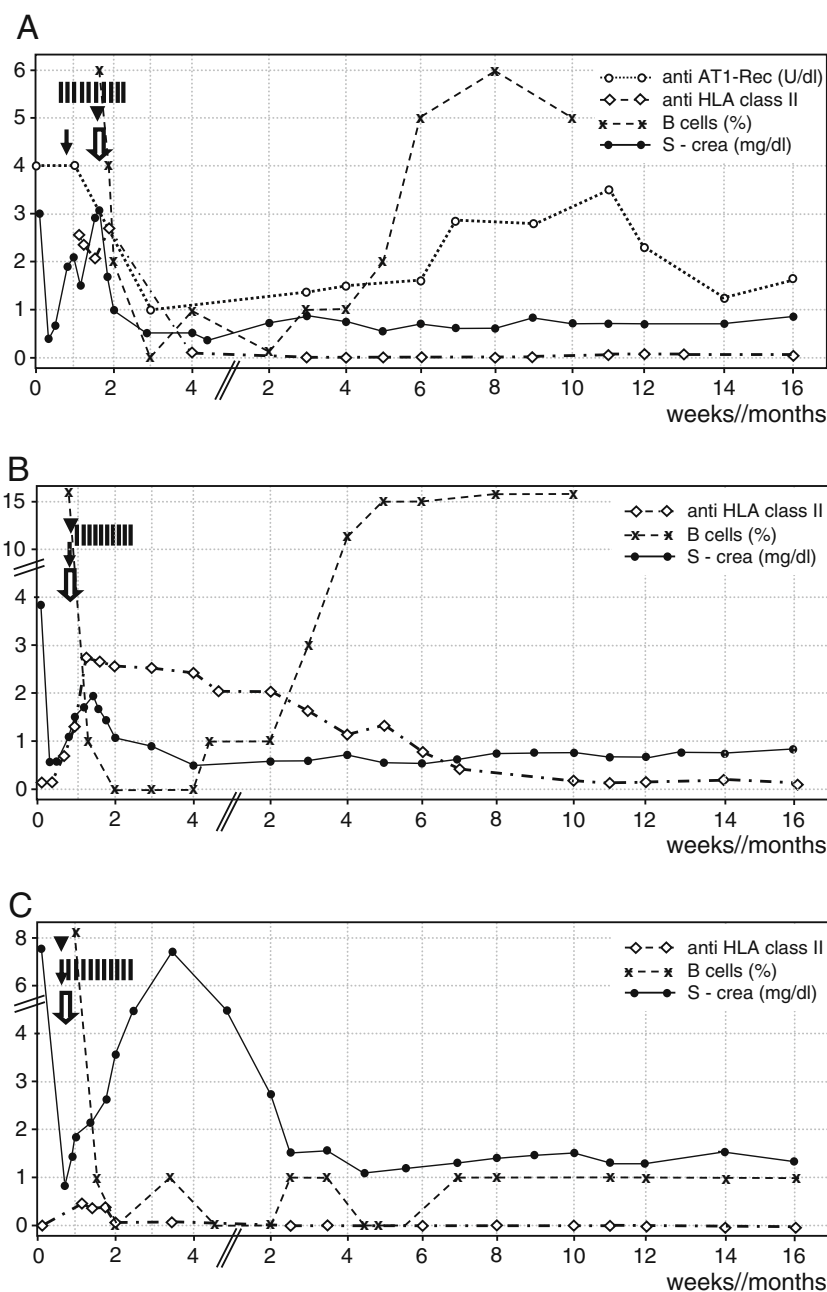 A
6
5
4
3
2
1
0
anti AT1-Rec (U/dl)
anti HLA class II
B cells (%)
S - crea (mg/dl)
0 2 4 2 4 6 8 10 12 14 16
weeks//months
B
15
10
4
3
2
1
0
anti HLA class II
B cells (%)
S - crea (mg/dl)
0 2 4 2 4 6 8 10 12 14 16
weeks//months
C
8
6
4
3
2
1
0
anti HLA class II
B cells (%)
S - crea (mg/dl)
0 2 4 2 4 6 8 10 12 14 16
weeks//months